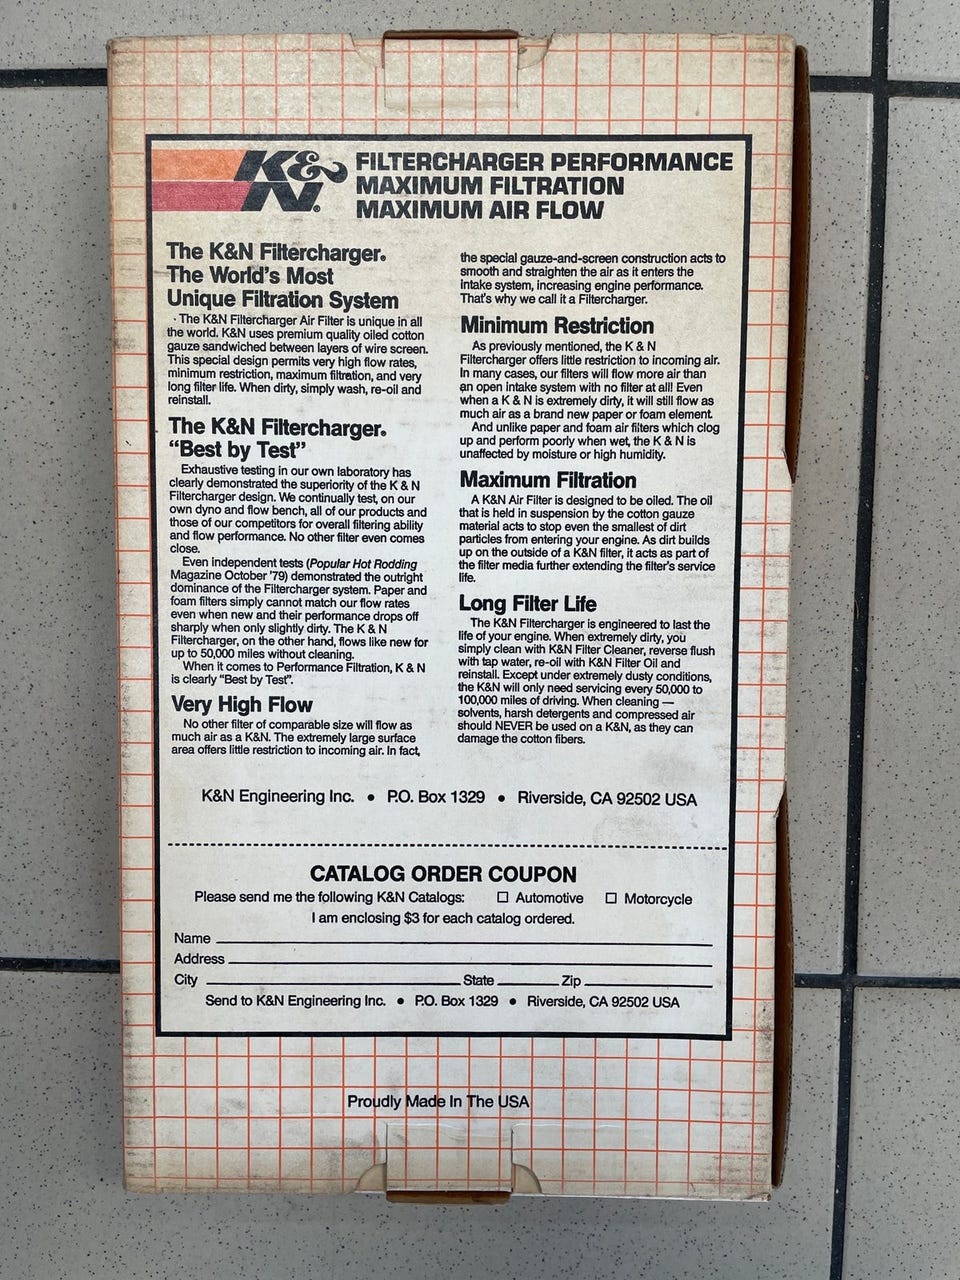 K&N®
FILTERCHARGER PERFORMANCE
MAXIMUM FILTRATION
MAXIMUM AIR FLOW
The K&N Filtercharger®
The World's Most
Unique Filtration System
The K&N Filtercharger Air Filter is unique in all
the world. K&N uses premium quality oiled cotton
gauze sandwiched between layers of wire screen.
This special design permits very high flow rates,
minimum restriction, maximum filtration, and very
long filter life. When dirty, simply wash, re-oil and
reinstall.
The K&N Filtercharger®
“Best by Test”
Exhaustive testing in our own laboratory has
clearly demonstrated the superiority of the K & N
Filtercharger design. We continually test, on our
own dyno and flow bench, all of our products and
those of our competitors for overall filtering ability
and flow performance. No other filter even comes
close.
Even independent tests (Popular Hot Rodding
Magazine October '79) demonstrated the outright
dominance of the Filtercharger system. Paper and
foam filters simply cannot match our flow rates
even when new and their performance drops off
sharply when only slightly dirty. The K & N
Filtercharger, on the other hand, flows like new for
up to 50,000 miles without cleaning.
When it comes to Performance Filtration, K & N
is clearly “Best by Test”.
Very High Flow
No other filter of comparable size will flow as
much air as a K&N. The extremely large surface
area offers little restriction to incoming air. In fact,
the special gauze-and-screen construction acts to
smooth and straighten the air as it enters the
intake system, increasing engine performance.
That's why we call it a Filtercharger.
Minimum Restriction
As previously mentioned, the K & N
Filtercharger offers little restriction to incoming air.
In many cases, our filters will flow more air than
an open intake system with no filter at all! Even
when a K & N is extremely dirty, it will still flow as
much air as a brand new paper or foam element.
And unlike paper and foam air filters which clog
up and perform poorly when wet, the K & N is
unaffected by moisture or high humidity.
Maximum Filtration
A K&N Air Filter is designed to be oiled. The oil
that is held in suspension by the cotton gauze
material acts to stop even the smallest of dirt
particles from entering your engine. As dirt builds
up on the outside of a K&N filter, it acts as part of
the filter media further extending the filter's service
life.
Long Filter Life
The K&N Filtercharger is engineered to last the
life of your engine. When extremely dirty, you
simply clean with K&N Filter Cleaner, reverse flush
with tap water, re-oil with K&N Filter Oil and
reinstall. Except under extremely dusty conditions,
the K&N will only need servicing every 50,000 to
100,000 miles of driving. When cleaning —
solvents, harsh detergents and compressed air
should NEVER be used on a K&N, as they can
damage the cotton fibers.
K&N Engineering Inc. • P.O. Box 1329 • Riverside, CA 92502 USA
CATALOG ORDER COUPON
Please send me the following K&N Catalogs: □ Automotive □ Motorcycle
I am enclosing $3 for each catalog ordered.
Name
Address
City State Zip
Send to K&N Engineering Inc. • P.O. Box 1329 • Riverside, CA 92502 USA
Proudly Made In The USA